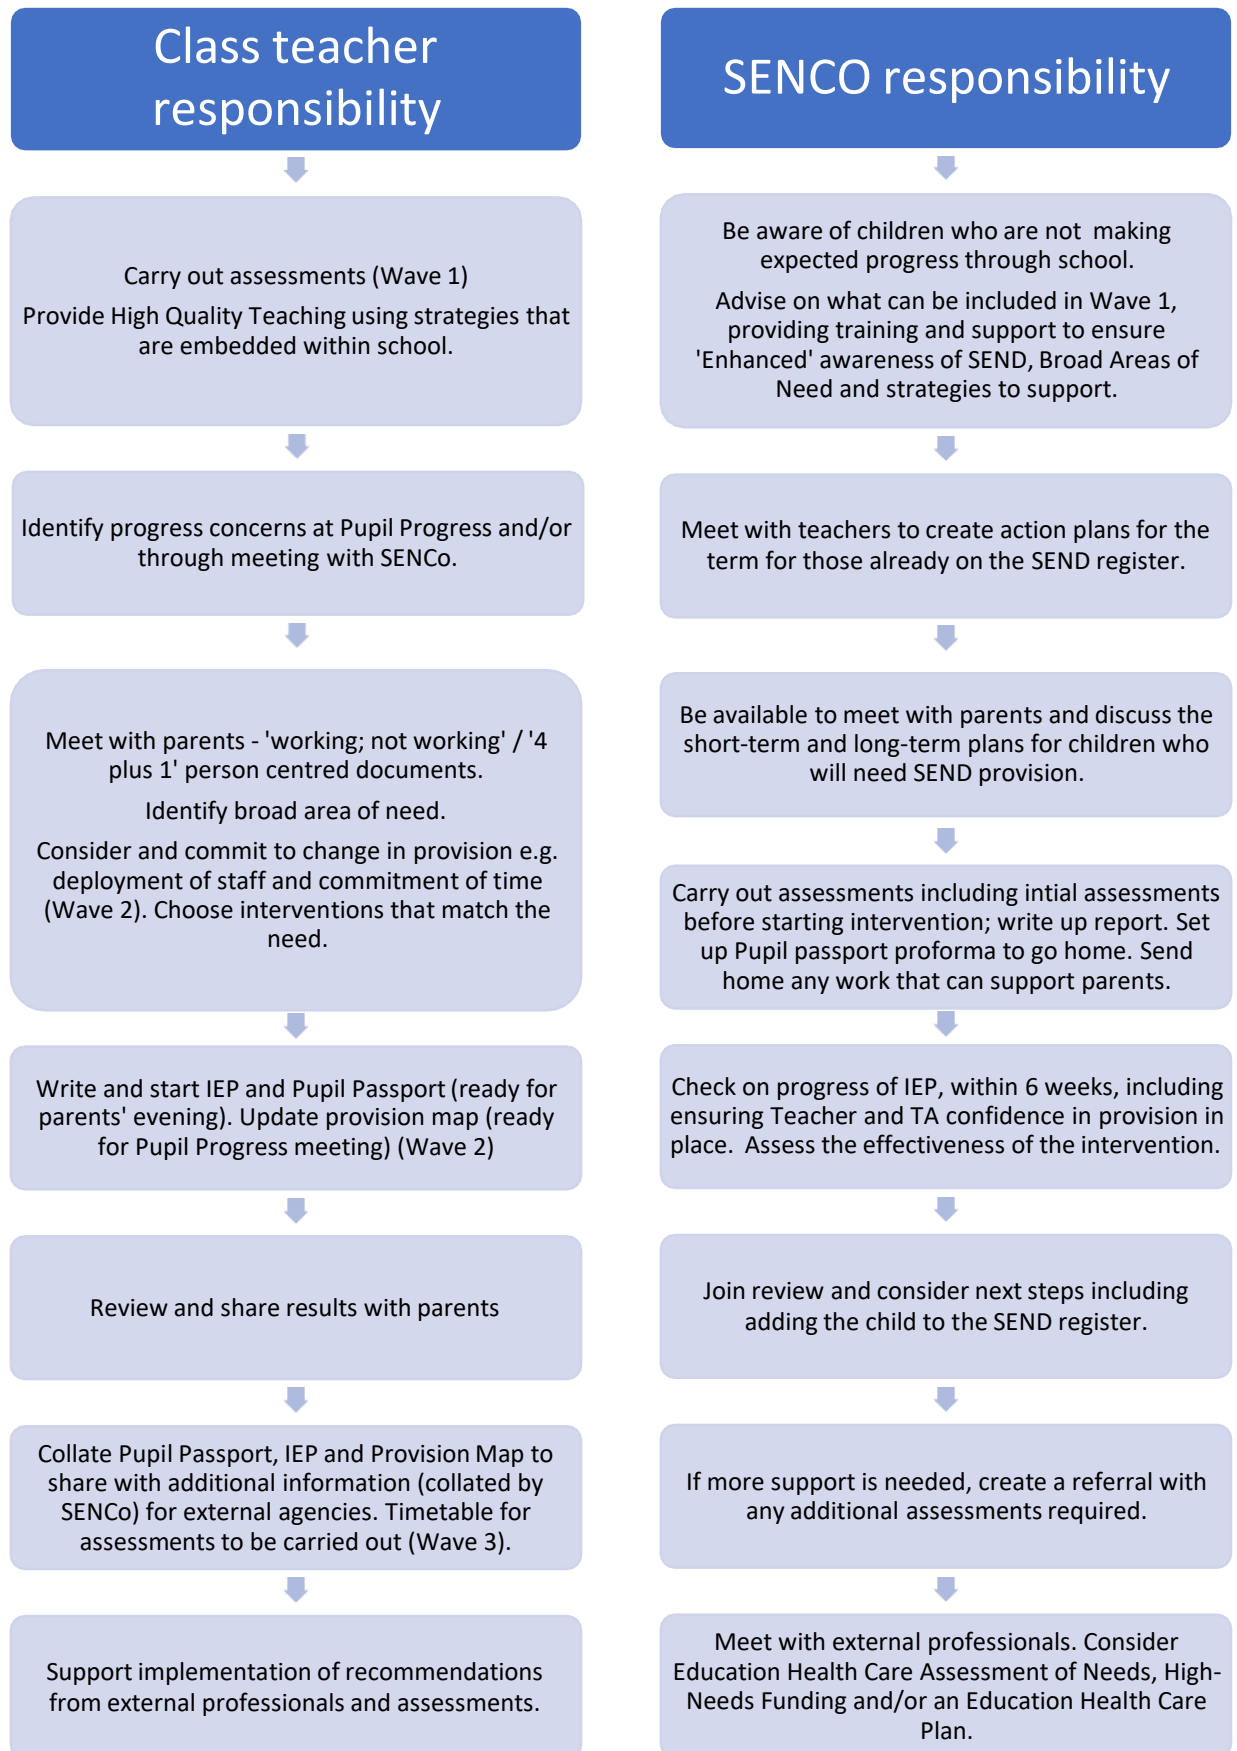 Class teacher
responsibility
Carry out assessments (Wave 1)
Provide High Quality Teaching using strategies that
are embedded within school.
Identify progress concerns at Pupil Progress and/or
through meeting with SENCo.
Meet with parents - 'working; not working' / '4
plus 1' person centred documents.
Identify broad area of need.
Consider and commit to change in provision e.g.
deployment of staff and commitment of time
(Wave 2). Choose interventions that match the
need.
Write and start IEP and Pupil Passport (ready for
parents' evening). Update provision map (ready
for Pupil Progress meeting) (Wave 2)
Review and share results with parents
Collate Pupil Passport, IEP and Provision Map to
share with additional information (collated by
SENCo) for external agencies. Timetable for
assessments to be carried out (Wave 3).
Support implementation of recommendations
from external professionals and assessments.
SENCO responsibility
Be aware of children who are not  making
expected progress through school.
Advise on what can be included in Wave 1,
providing training and support to ensure
'Enhanced' awareness of SEND, Broad Areas of
Need and strategies to support.
Meet with teachers to create action plans for the
term for those already on the SEND register.
Be available to meet with parents and discuss the
short-term and long-term plans for children who
will need SEND provision.
Carry out assessments including intial assessments
before starting intervention; write up report. Set
up Pupil passport proforma to go home. Send
home any work that can support parents.
Check on progress of IEP, within 6 weeks, including
ensuring Teacher and TA confidence in provision in
place.  Assess the effectiveness of the intervention.
Join review and consider next steps including
adding the child to the SEND register.
If more support is needed, create a referral with
any additional assessments required.
Meet with external professionals. Consider
Education Health Care Assessment of Needs, High-
Needs Funding and/or an Education Health Care
Plan.